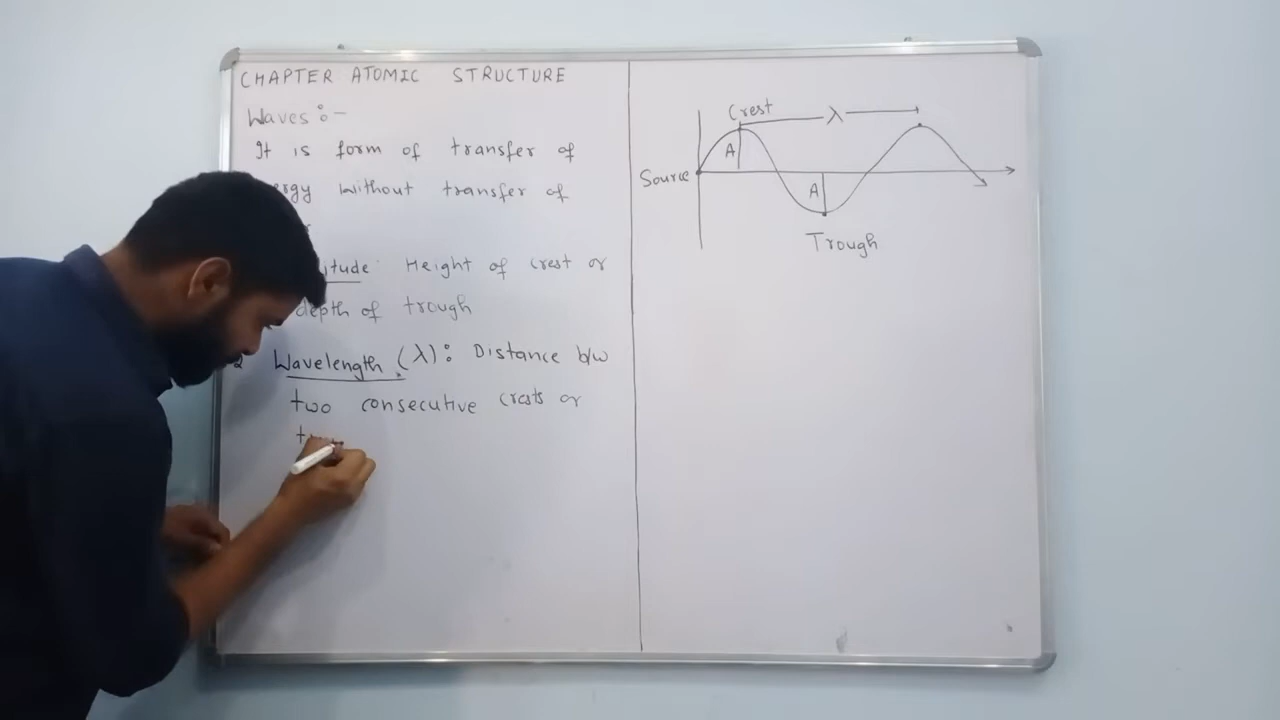 CHAPTER ATOMIC STRUCTURE
Waves :-
It is form of transfer of
without transfer of
Height of crest or
depth of trough
2 Wavelength (λ): Distance b/w
two consecutive crests or
Crest
λ
A
Source
A
Trough